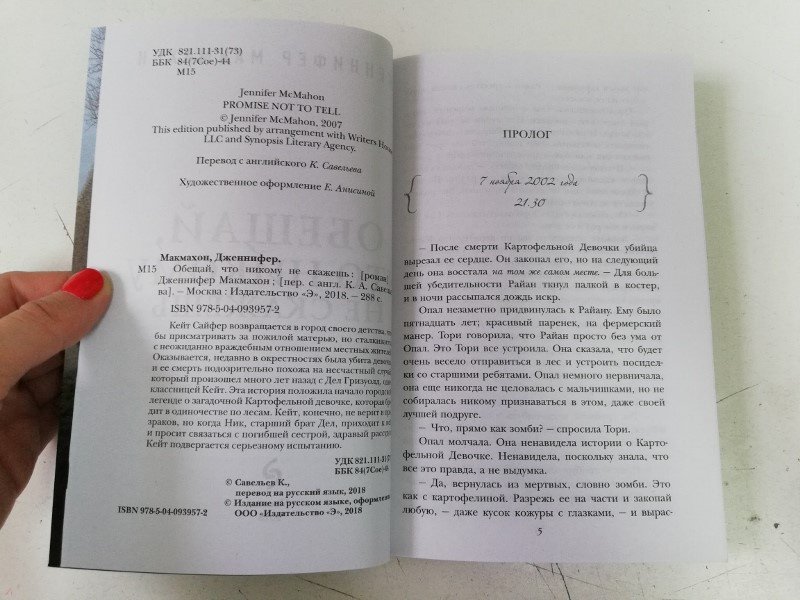 УДК 821.111-31(73)
ББК 84(7Сое)-44
М15
Jennifer McMahon
PROMISE NOT TO TELL
© Jennifer McMahon, 2007
This edition published by arrangement with Writers
LLC and Synopsis Literary Agency.
Перевод с английского К. Савельева
Художественное оформление Е. Анисиной
Макмахон, Дженнифер.
М15 Обещай, что никому не скажешь : [роман]
Дженнифер Макмахон ; [пер. с англ. К. А. Савель
ва]. – Москва : Издательство «Э», 2018. – 288 с.
ISBN 978-5-04-093957-2
Кейт Сайфер возвращается в город своего детства,
бы присматривать за пожилой матерью, но сталкивается
с неожиданно враждебным отношением местных
Оказывается, недавно в окрестностях была убита
и ее смерть подозрительно похожа на несчастный
который произошел много лет назад с Дел Гризуолд,
классницей Кейт. Эта история положила начало
легенде о загадочной Картофельной девочке, которая
дит в одиночестве по лесам. Кейт, конечно, не верит в
зраков, но когда Ник, старший брат Дел, приходит к
и просит связаться с погибшей сестрой, здравый
Кейт подвергается серьезному испытанию.
УДК 821.111-31(73
ББК 84(7Сое)-44
© Савельев К.,
перевод на русский язык, 2018
© Издание на русском языке,
ООО «Издательство «Э», 2018
ISBN 978-5-04-093957-2
ПРОЛОГ
7 ноября 2002 года
21.30
– После смерти Картофельной Девочки убийца
вырезал ее сердце. Он закопал его, но на следующий
день она восстала на том же самом месте. – Для боль-
шей убедительности Райан ткнул палкой в костер,
и в ночи рассыпался дождь искр.
Опал незаметно придвинулась к Райану. Ему было
пятнадцать лет; красивый паренек, на фермерский
манер. Тори говорила, что Райан просто без ума от
Опал. Это Тори все устроила. Она сказала, что будет
очень весело отправиться в лес и устроить посидел-
ки со старшими ребятами. Опал немного нервничала,
она еще никогда не целовалась с мальчишками, но не
собиралась никому признаваться в этом, даже своей
лучшей подруге.
– Что, прямо как зомби? – спросила Тори.
Опал молчала. Она ненавидела истории о Карто-
фельной Девочке. Ненавидела, поскольку знала, что
все это правда, а не выдумка.
– Да, вернулась из мертвых, словно зомби. Это
как с картофелиной. Разрежь ее на части и закопай
любую, – даже кусок кожуры с глазками, – и вырас-
5